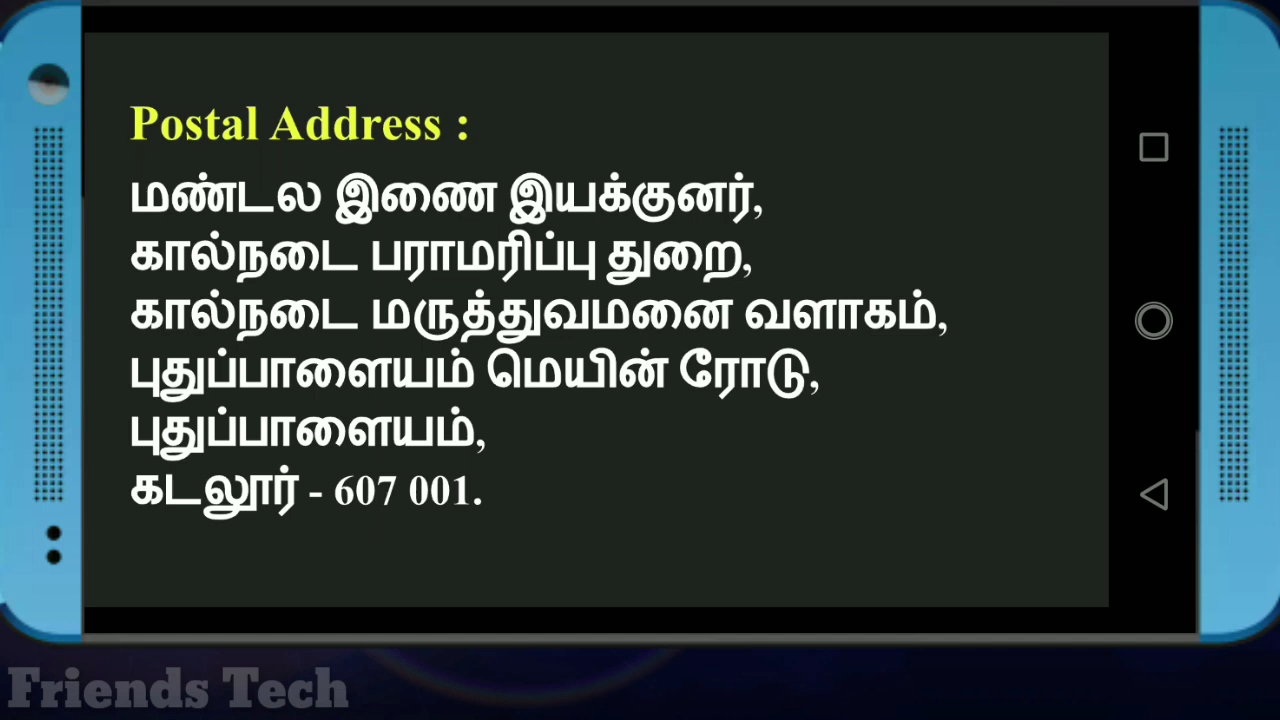 Postal Address :
மண்டல இணை இயக்குனர்,
கால்நடை பராமரிப்பு துறை,
கால்நடை மருத்துவமனை வளாகம்,
புதுப்பாளையம் மெயின் ரோடு,
புதுப்பாளையம்,
கடலூர் - 607 001.
Friends Tech